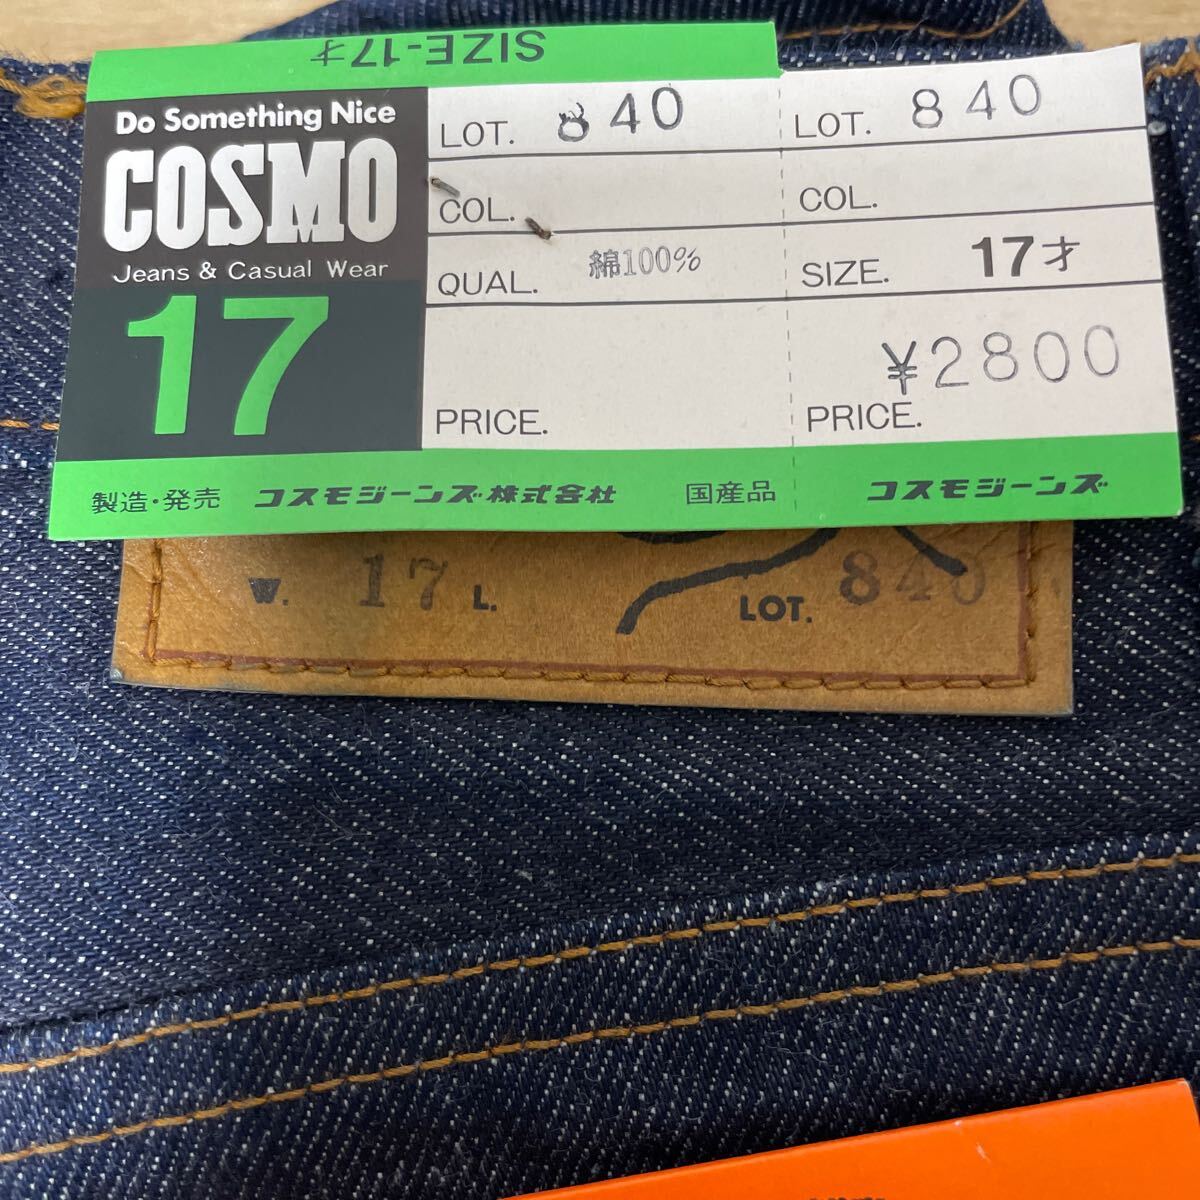 SIZE-17才
Do Something Nice
COSMO
Jeans & Casual Wear
17
LOT. 840
COL.
QUAL. 綿100%
PRICE.
LOT. 840
COL.
SIZE. 17才
¥2800
PRICE.
製造・発売 コスモジーンズ株式会社 国産品 コスモジーンズ
W. 17 L. LOT. 840